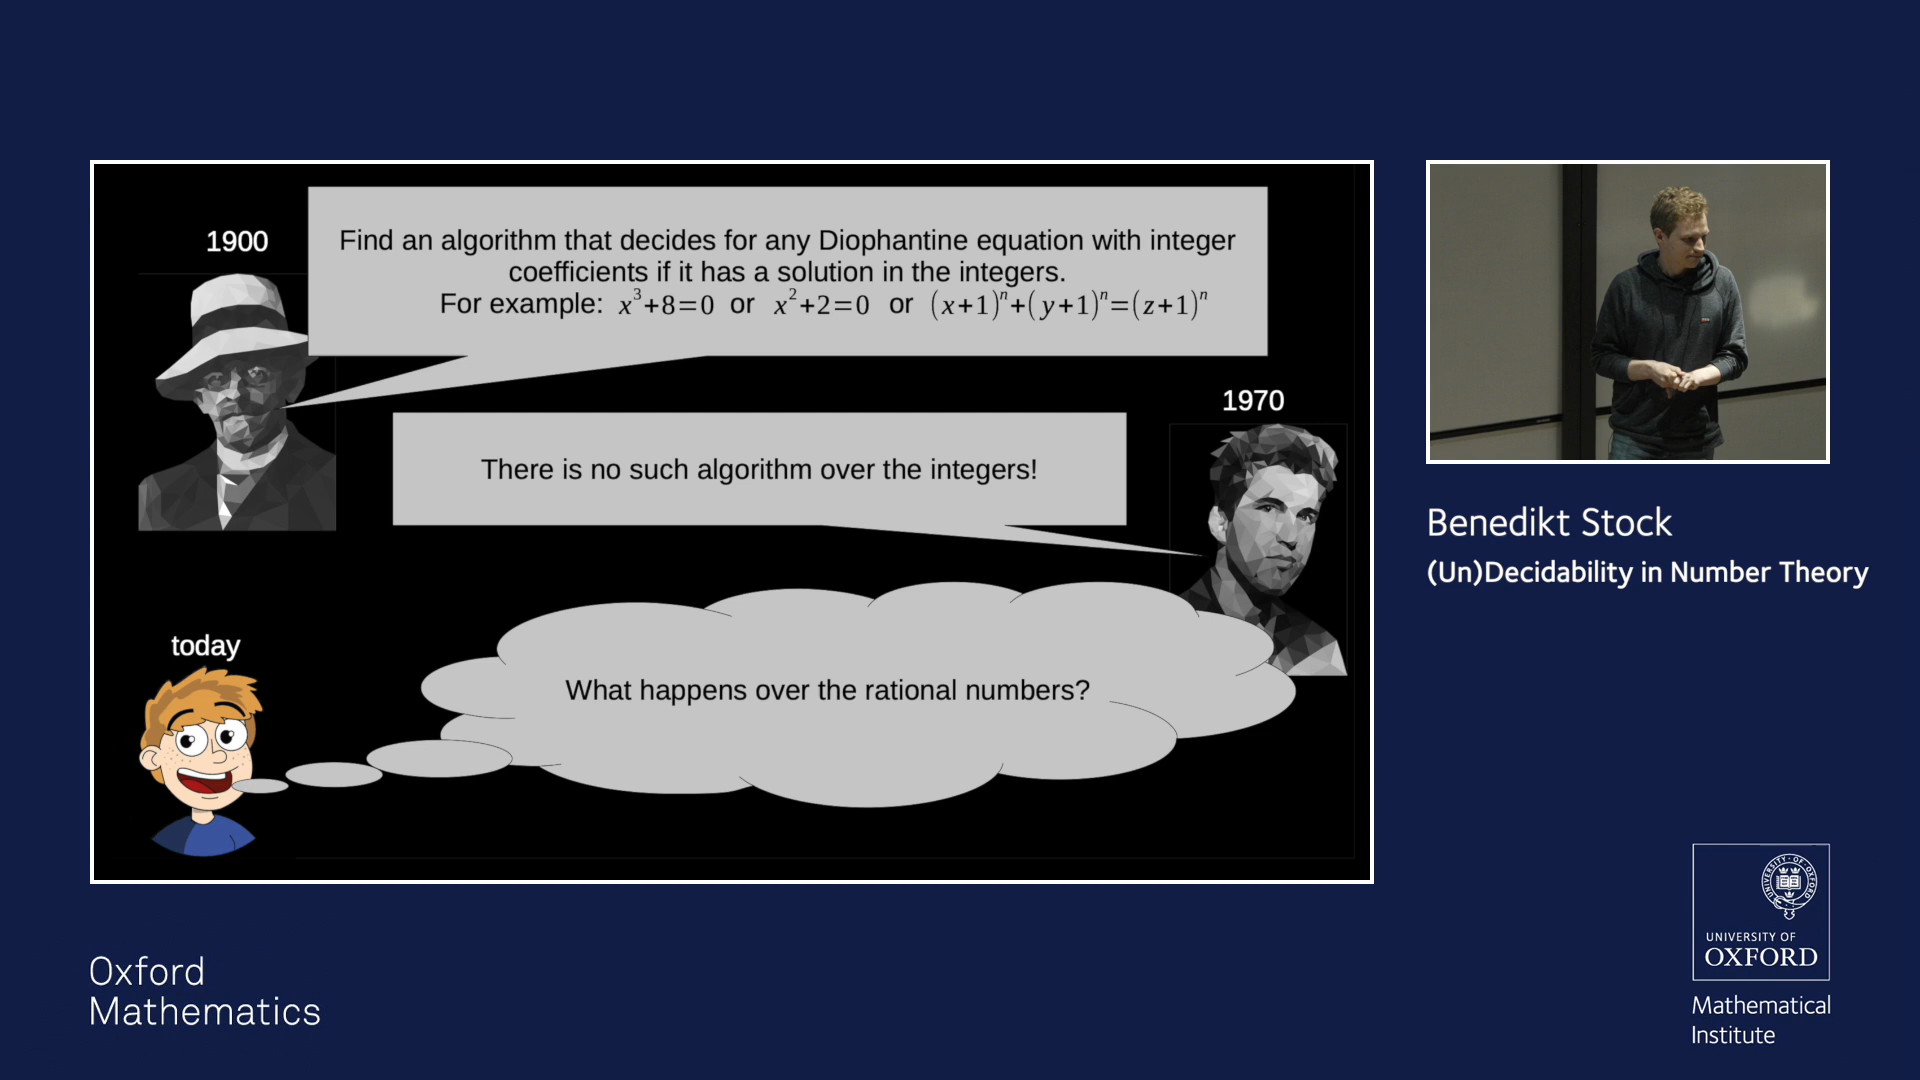 1900
Find an algorithm that decides for any Diophantine equation with integer
coefficients if it has a solution in the integers.
For example: x³+8=0 or x²+2=0 or (x+1)ⁿ+(y+1)ⁿ=(z+1)ⁿ
1970
There is no such algorithm over the integers!
today
What happens over the rational numbers?
Benedikt Stock
(Un)Decidability in Number Theory
Oxford
Mathematics
UNIVERSITY OF OXFORD
UNIVERSITY OF
OXFORD
Mathematical
Institute